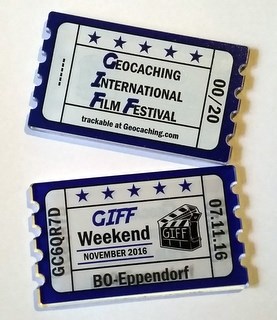 GEOCACHING
INTERNATIONAL
FILM FESTIVAL
trackable at Geocaching.com
00/20
GC6QR7D
GIFF
Weekend
NOVEMBER 2016
GIFF
07.11.16
BO-Eppendorf